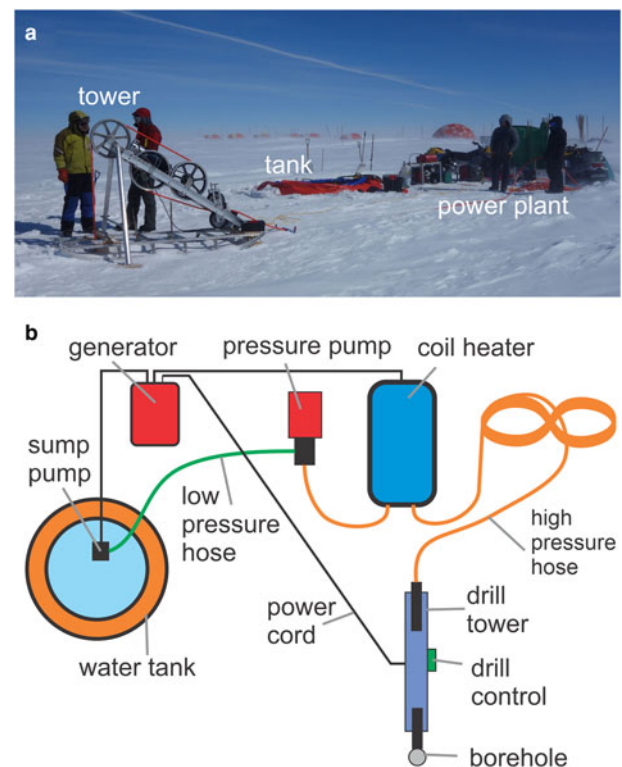 a
tower
tank
power plant
b
generator
pressure pump
coil heater
sump
pump
low
pressure
hose
high
pressure
hose
power
cord
drill
tower
water tank
drill
control
borehole